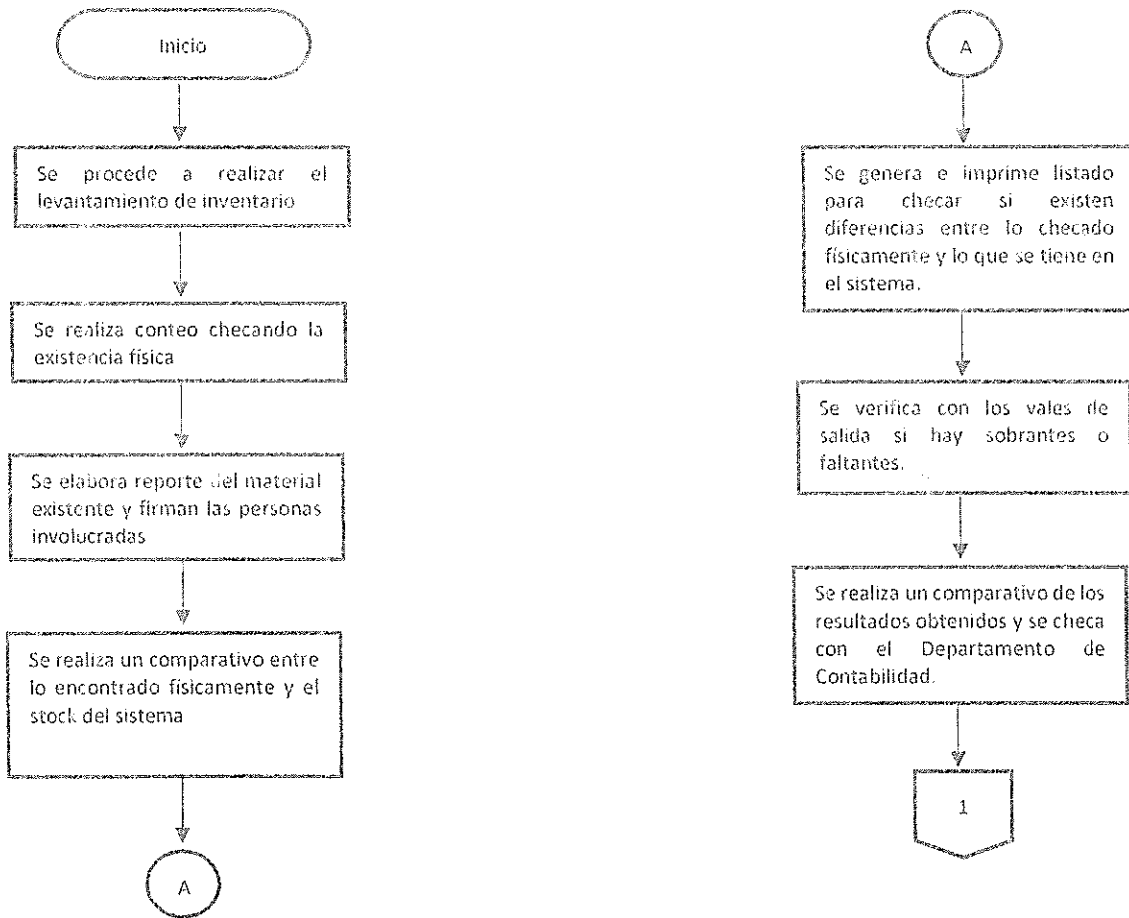 Inicio
Se procede a realizar el
levantamiento de inventario
Se realiza conteo checando la
existencia física
Se elabora reporte del material
existente y firman las personas
involucradas
Se realiza un comparativo entre
lo encontrado físicamente y el
stock del sistema
A
A
Se genera e imprime listado
para checar si existen
diferencias entre lo checado
físicamente y lo que se tiene en
el sistema.
Se verifica con los vales de
salida si hay sobrantes o
faltantes.
Se realiza un comparativo de los
resultados obtenidos y se checa
con el Departamento de
Contabilidad.
1